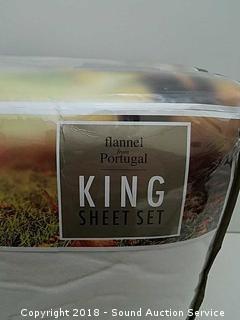 flannel
from
Portugal
KING
SHEET SET
Copyright 2018 - Sound Auction Service